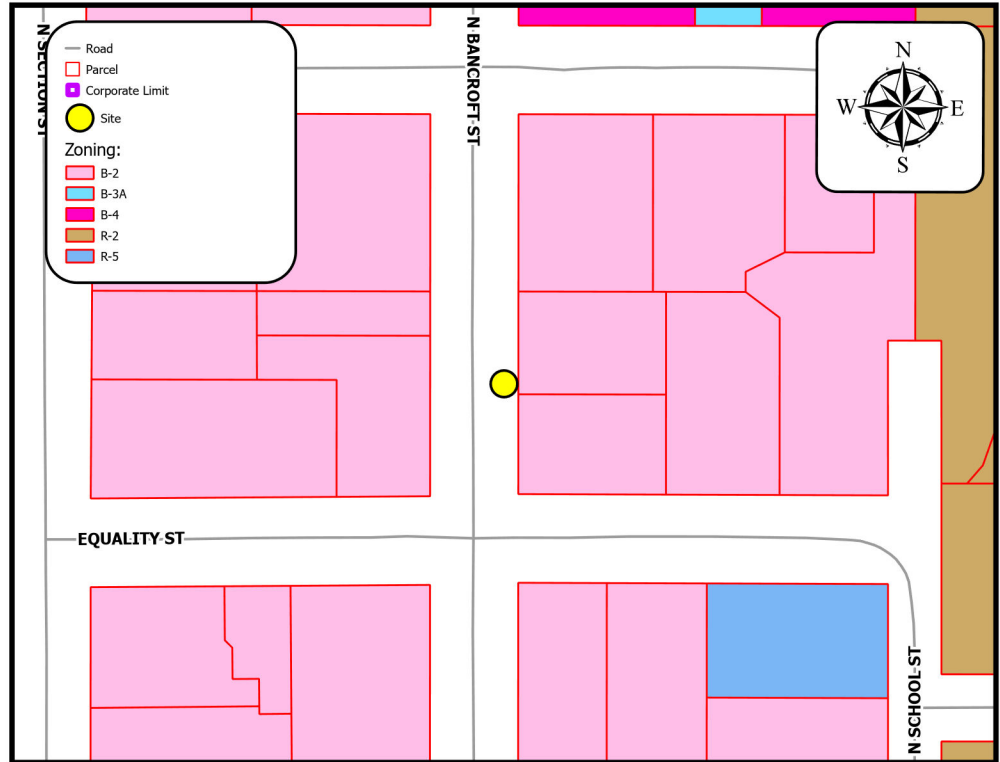 N SECTION ST
N BANCROFT ST
Road
Parcel
Corporate Limit
Site
Zoning:
B-2
B-3A
B-4
R-2
R-5
N
W
E
S
EQUALITY ST
N SCHOOL ST